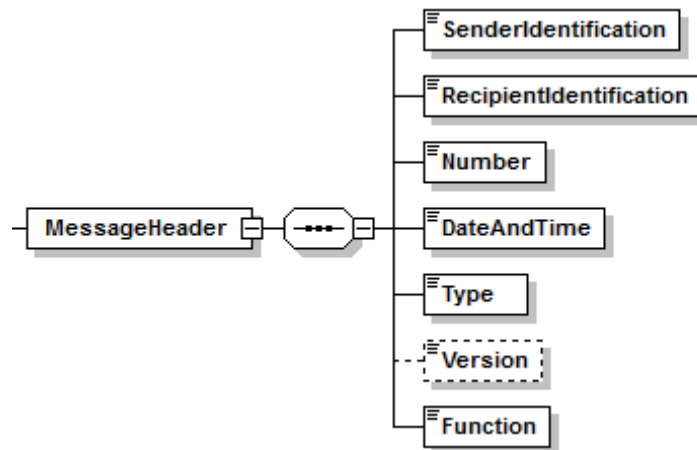 SenderIdentification
RecipientIdentification
Number
MessageHeader
DateAndTime
Type
Version
Function